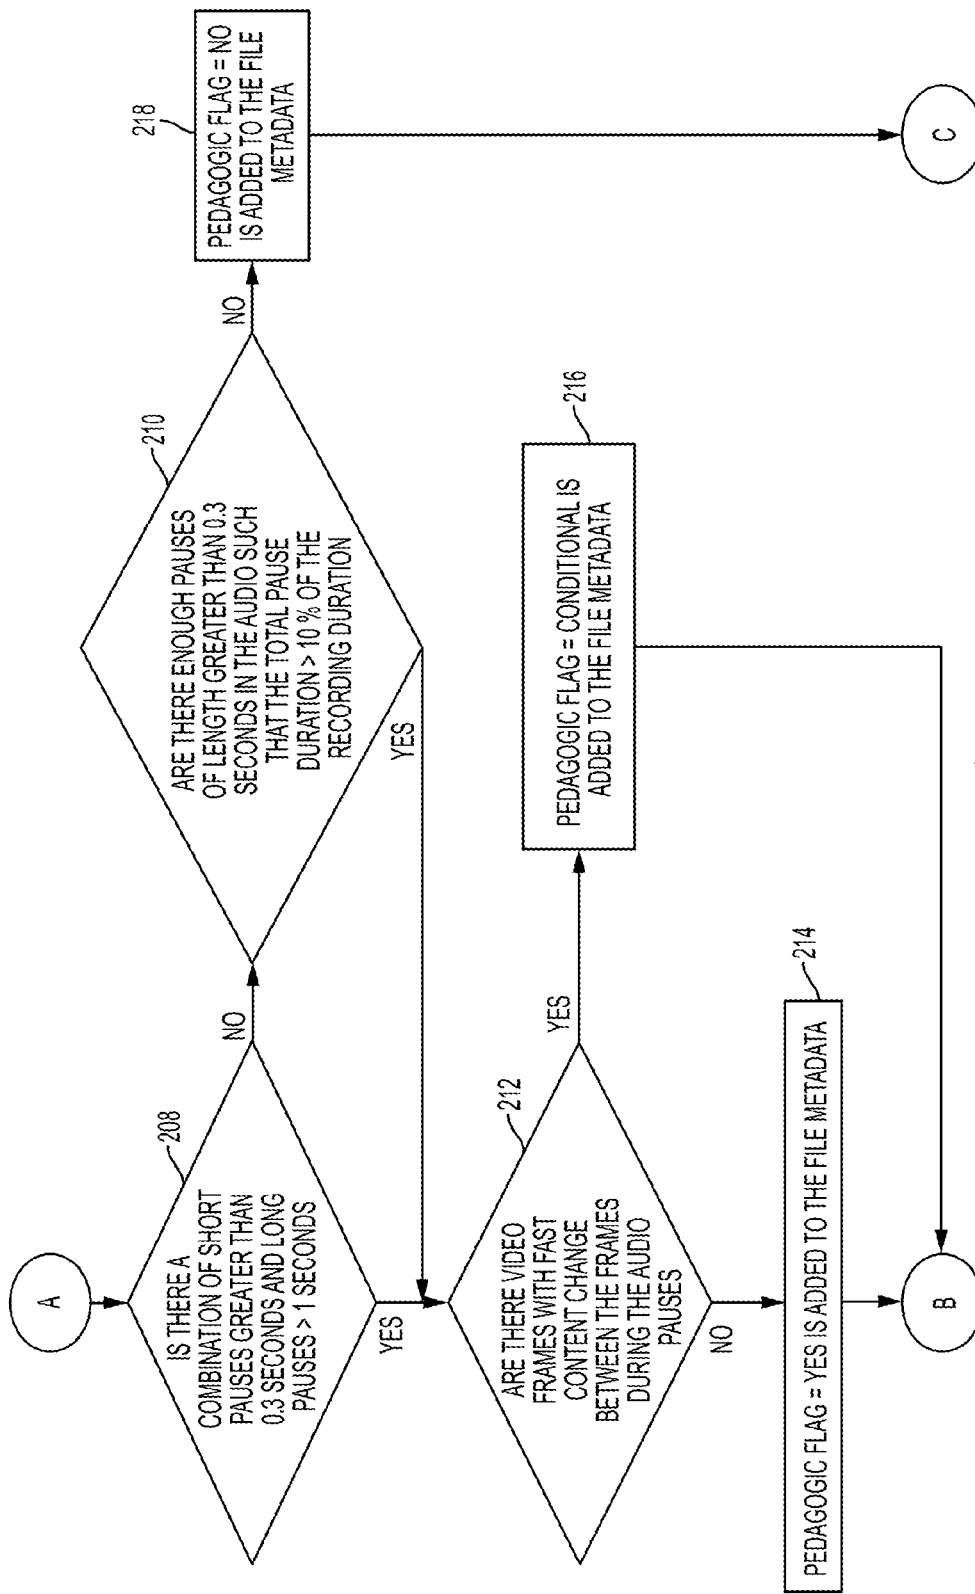 A
208
IS THERE A
COMBINATION OF SHORT
PAUSES GREATER THAN
0.3 SECONDS AND LONG
PAUSES > 1 SECONDS
NO
YES
210
ARE THERE ENOUGH PAUSES
OF LENGTH GREATER THAN 0.3
SECONDS IN THE AUDIO SUCH
THAT THE TOTAL PAUSE
DURATION > 10 % OF THE
RECORDING DURATION
NO
YES
218
PEDAGOGIC FLAG = NO
IS ADDED TO THE FILE
METADATA
212
ARE THERE VIDEO
FRAMES WITH FAST
CONTENT CHANGE
BETWEEN THE FRAMES
DURING THE AUDIO
PAUSES
YES
NO
216
PEDAGOGIC FLAG = CONDITIONAL IS
ADDED TO THE FILE METADATA
214
PEDAGOGIC FLAG = YES IS ADDED TO THE FILE METADATA
B
C